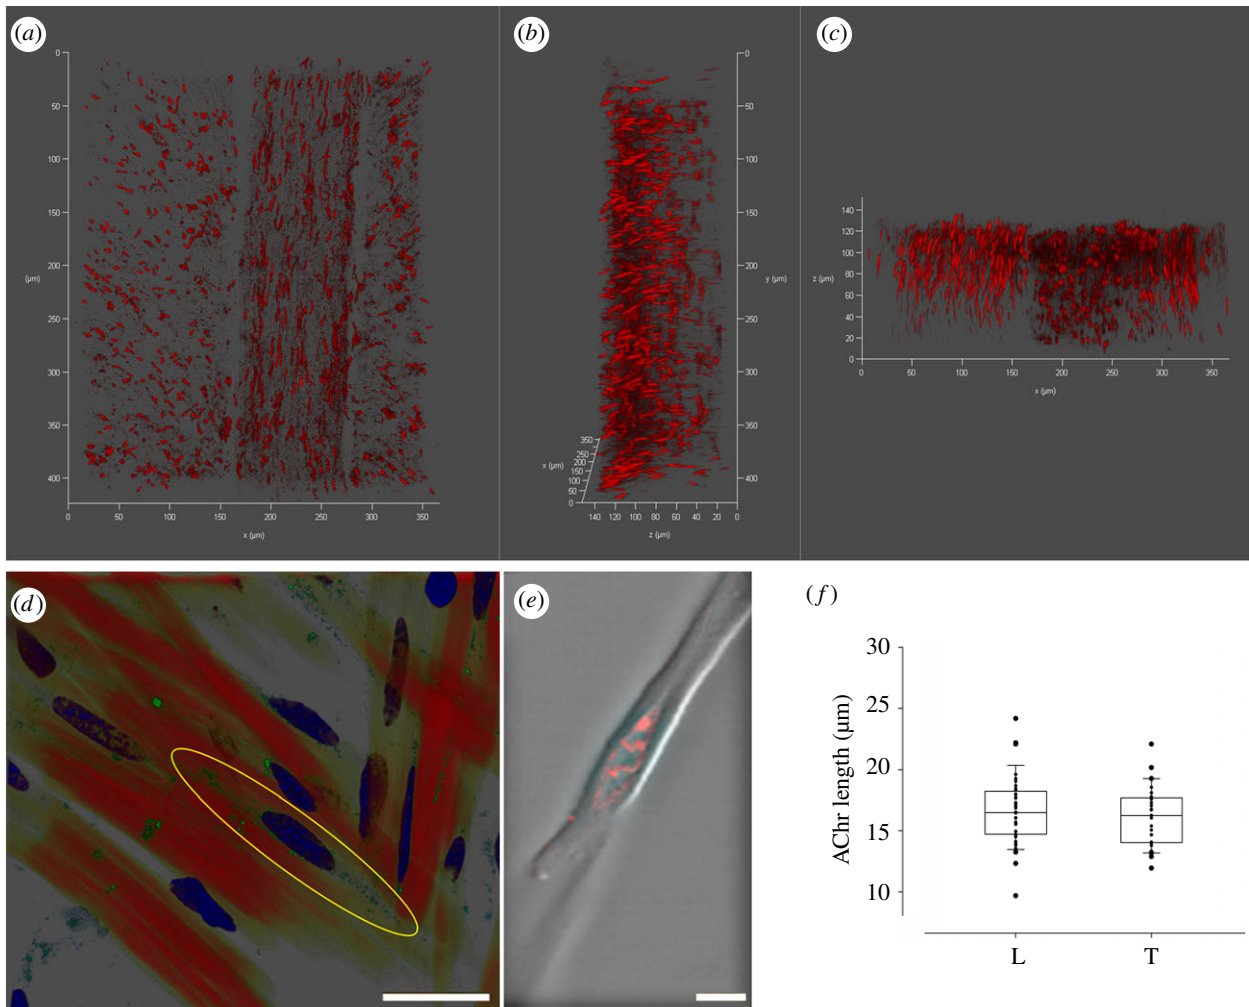 (a)
0
50
100
150
200
(µm)
250
300
350
400
0 50 100 150 200 250 300 350
x (µm)
(b)
0
50
100
150
200
y (µm)
250
300
350
400
350
250
200
x (µm) 150
100
50
0
140 120 100 80 60 40 20 0
z (µm)
(c)
140
120
100
z (µm) 80
60
40
20
0
0 50 100 150 200 250 300 350
x (µm)
(d)
(e)
(f)
30
25
20
15
10
AChr length (µm)
L T